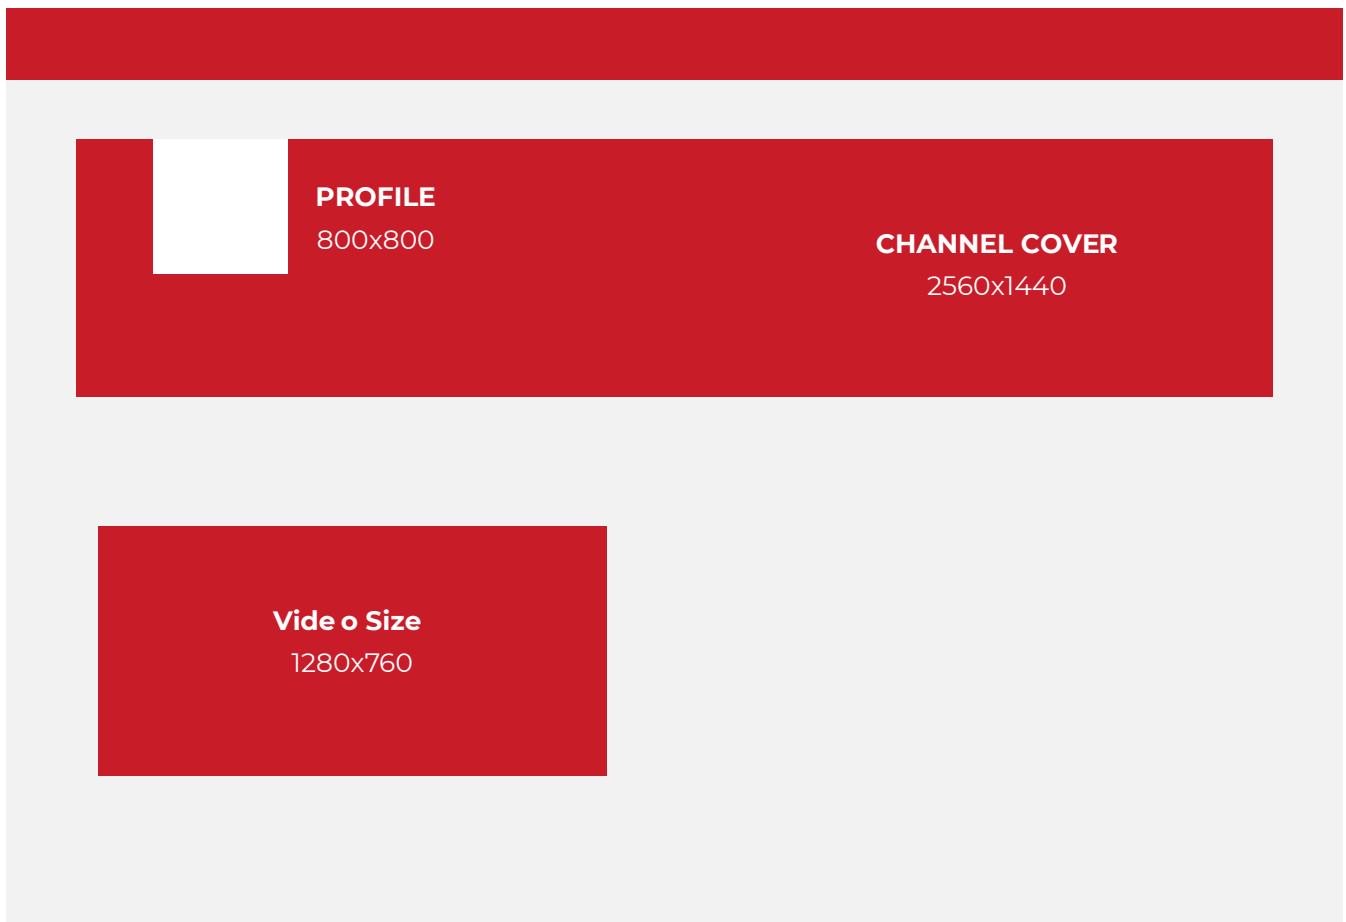 PROFILE
800x800
CHANNEL COVER
2560x1440
Vide o Size
1280x760